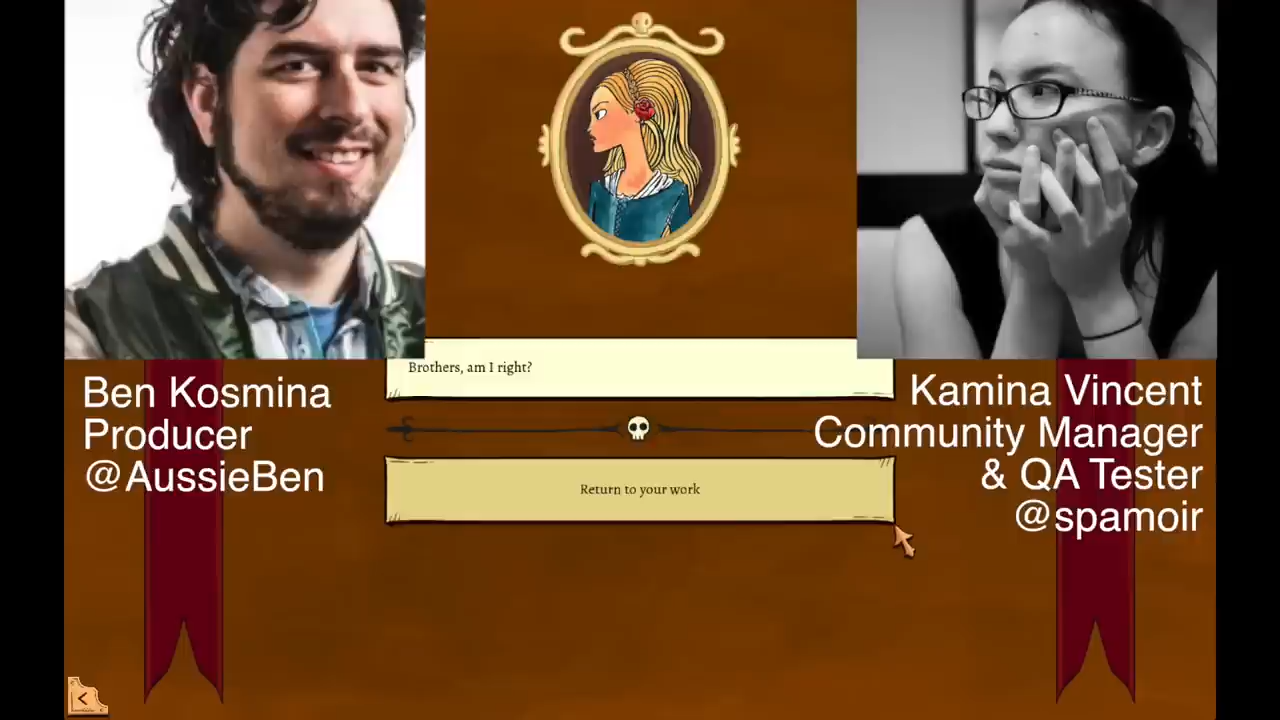 Ben Kosmina
Producer
@AussieBen
Brothers, am I right?
Return to your work
Kamina Vincent
Community Manager
& QA Tester
@spamoir